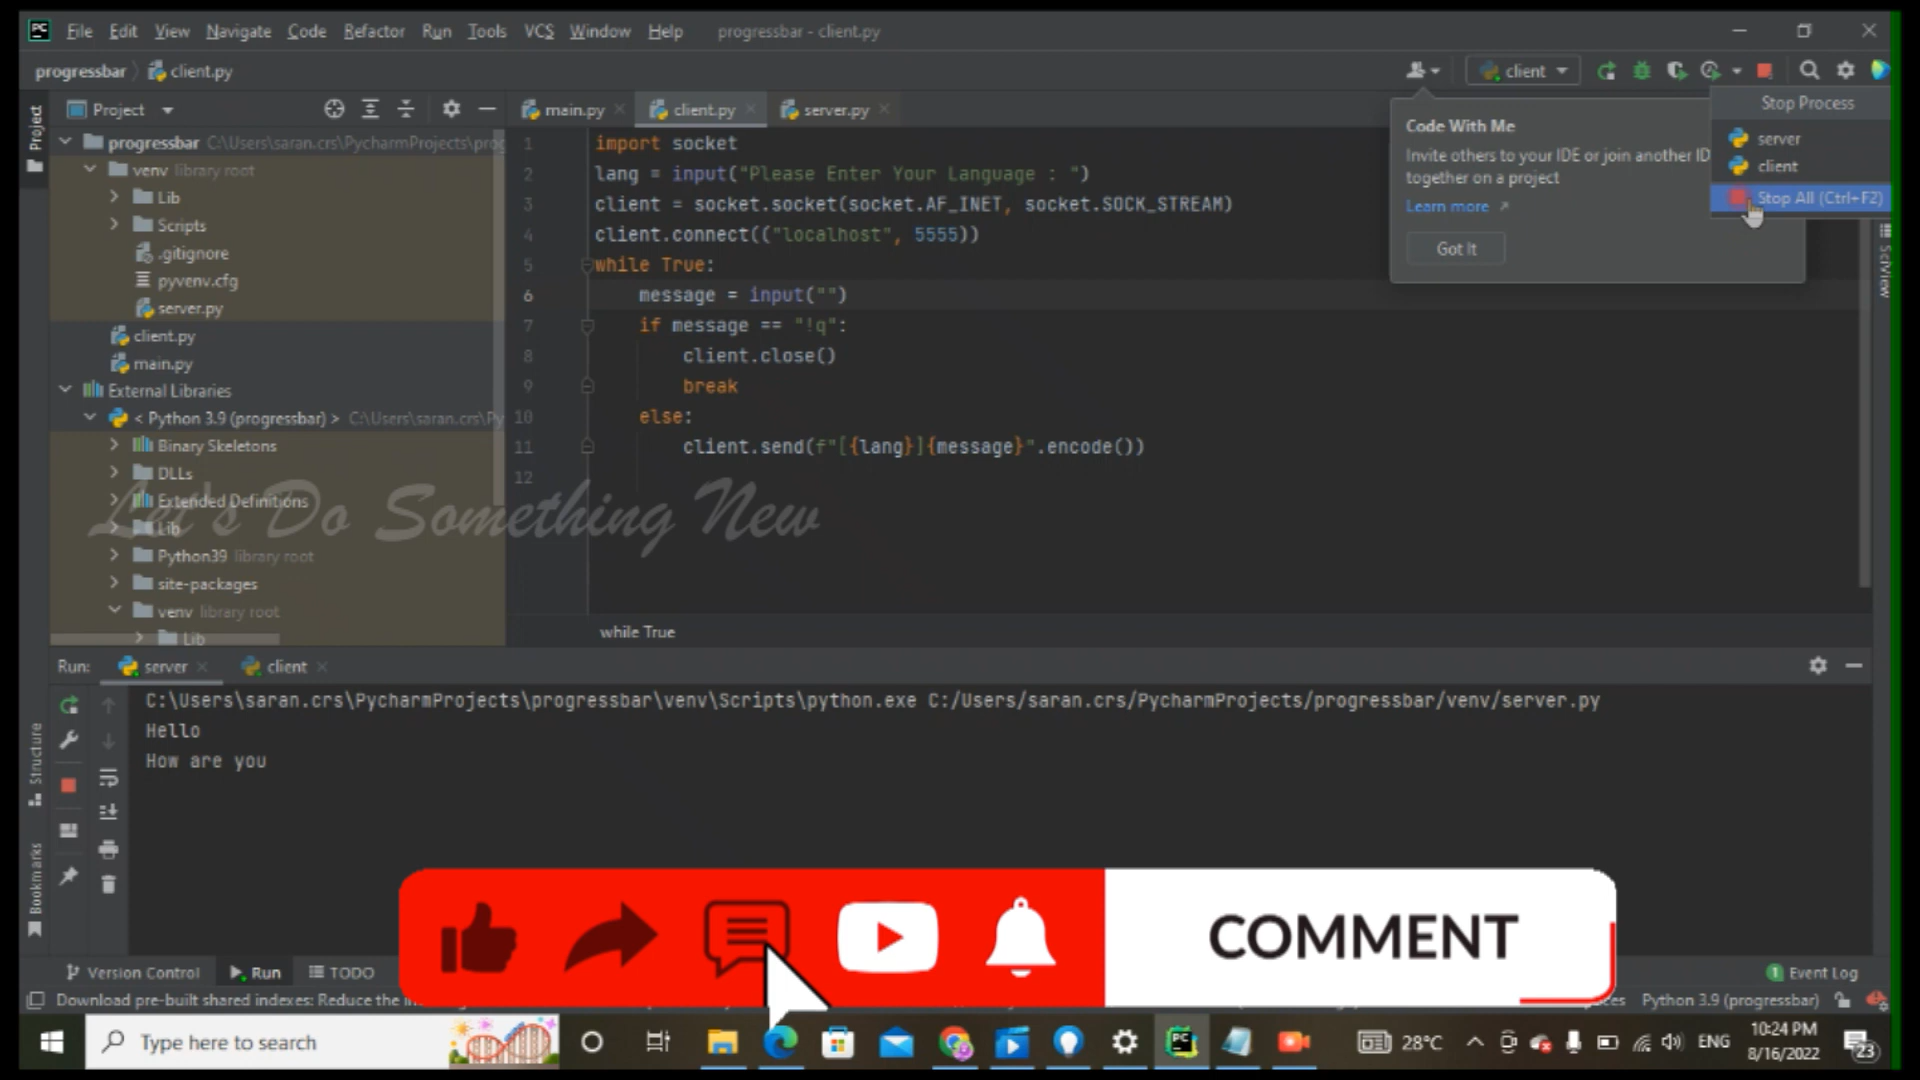 PC File Edit View Navigate Code Refactor Run Tools VCS Window Help progressbar - client.py
progressbar client.py
client
Project
main.py
client.py
server.py
Stop Process
server
client
Stop All (Ctrl+F2)
Code With Me
Invite others to your IDE or join another ID
together on a project
Learn more
Got It
Project
SciView
progressbar C:\Users\saran.crs\PycharmProjects\prog
venv library root
Lib
Scripts
.gitignore
pyvenv.cfg
server.py
client.py
main.py
External Libraries
< Python 3.9 (progressbar) > C:\Users\saran.crs\Py
Binary Skeletons
DLLs
Extended Definitions
Lib
Python39 library root
site-packages
venv library root
Lib
1 import socket
2 lang = input("Please Enter Your Language : ")
3 client = socket.socket(socket.AF_INET, socket.SOCK_STREAM)
4 client.connect(("localhost", 5555))
5 while True:
6 message = input("")
7 if message == "!q":
8 client.close()
9 break
10 else:
11 client.send(f"[{lang}]{message}".encode())
12
Let's Do Something New
while True
Run: server client
C:\Users\saran.crs\PycharmProjects\progressbar\venv\Scripts\python.exe C:/Users/saran.crs/PycharmProjects/progressbar/venv/server.py
Hello
How are you
Structure
Bookmarks
COMMENT
Version Control Run TODO
1 Event Log
Download pre-built shared indexes: Reduce the
Python 3.9 (progressbar)
Type here to search
PC
28°C
ENG
10:24 PM
8/16/2022
23